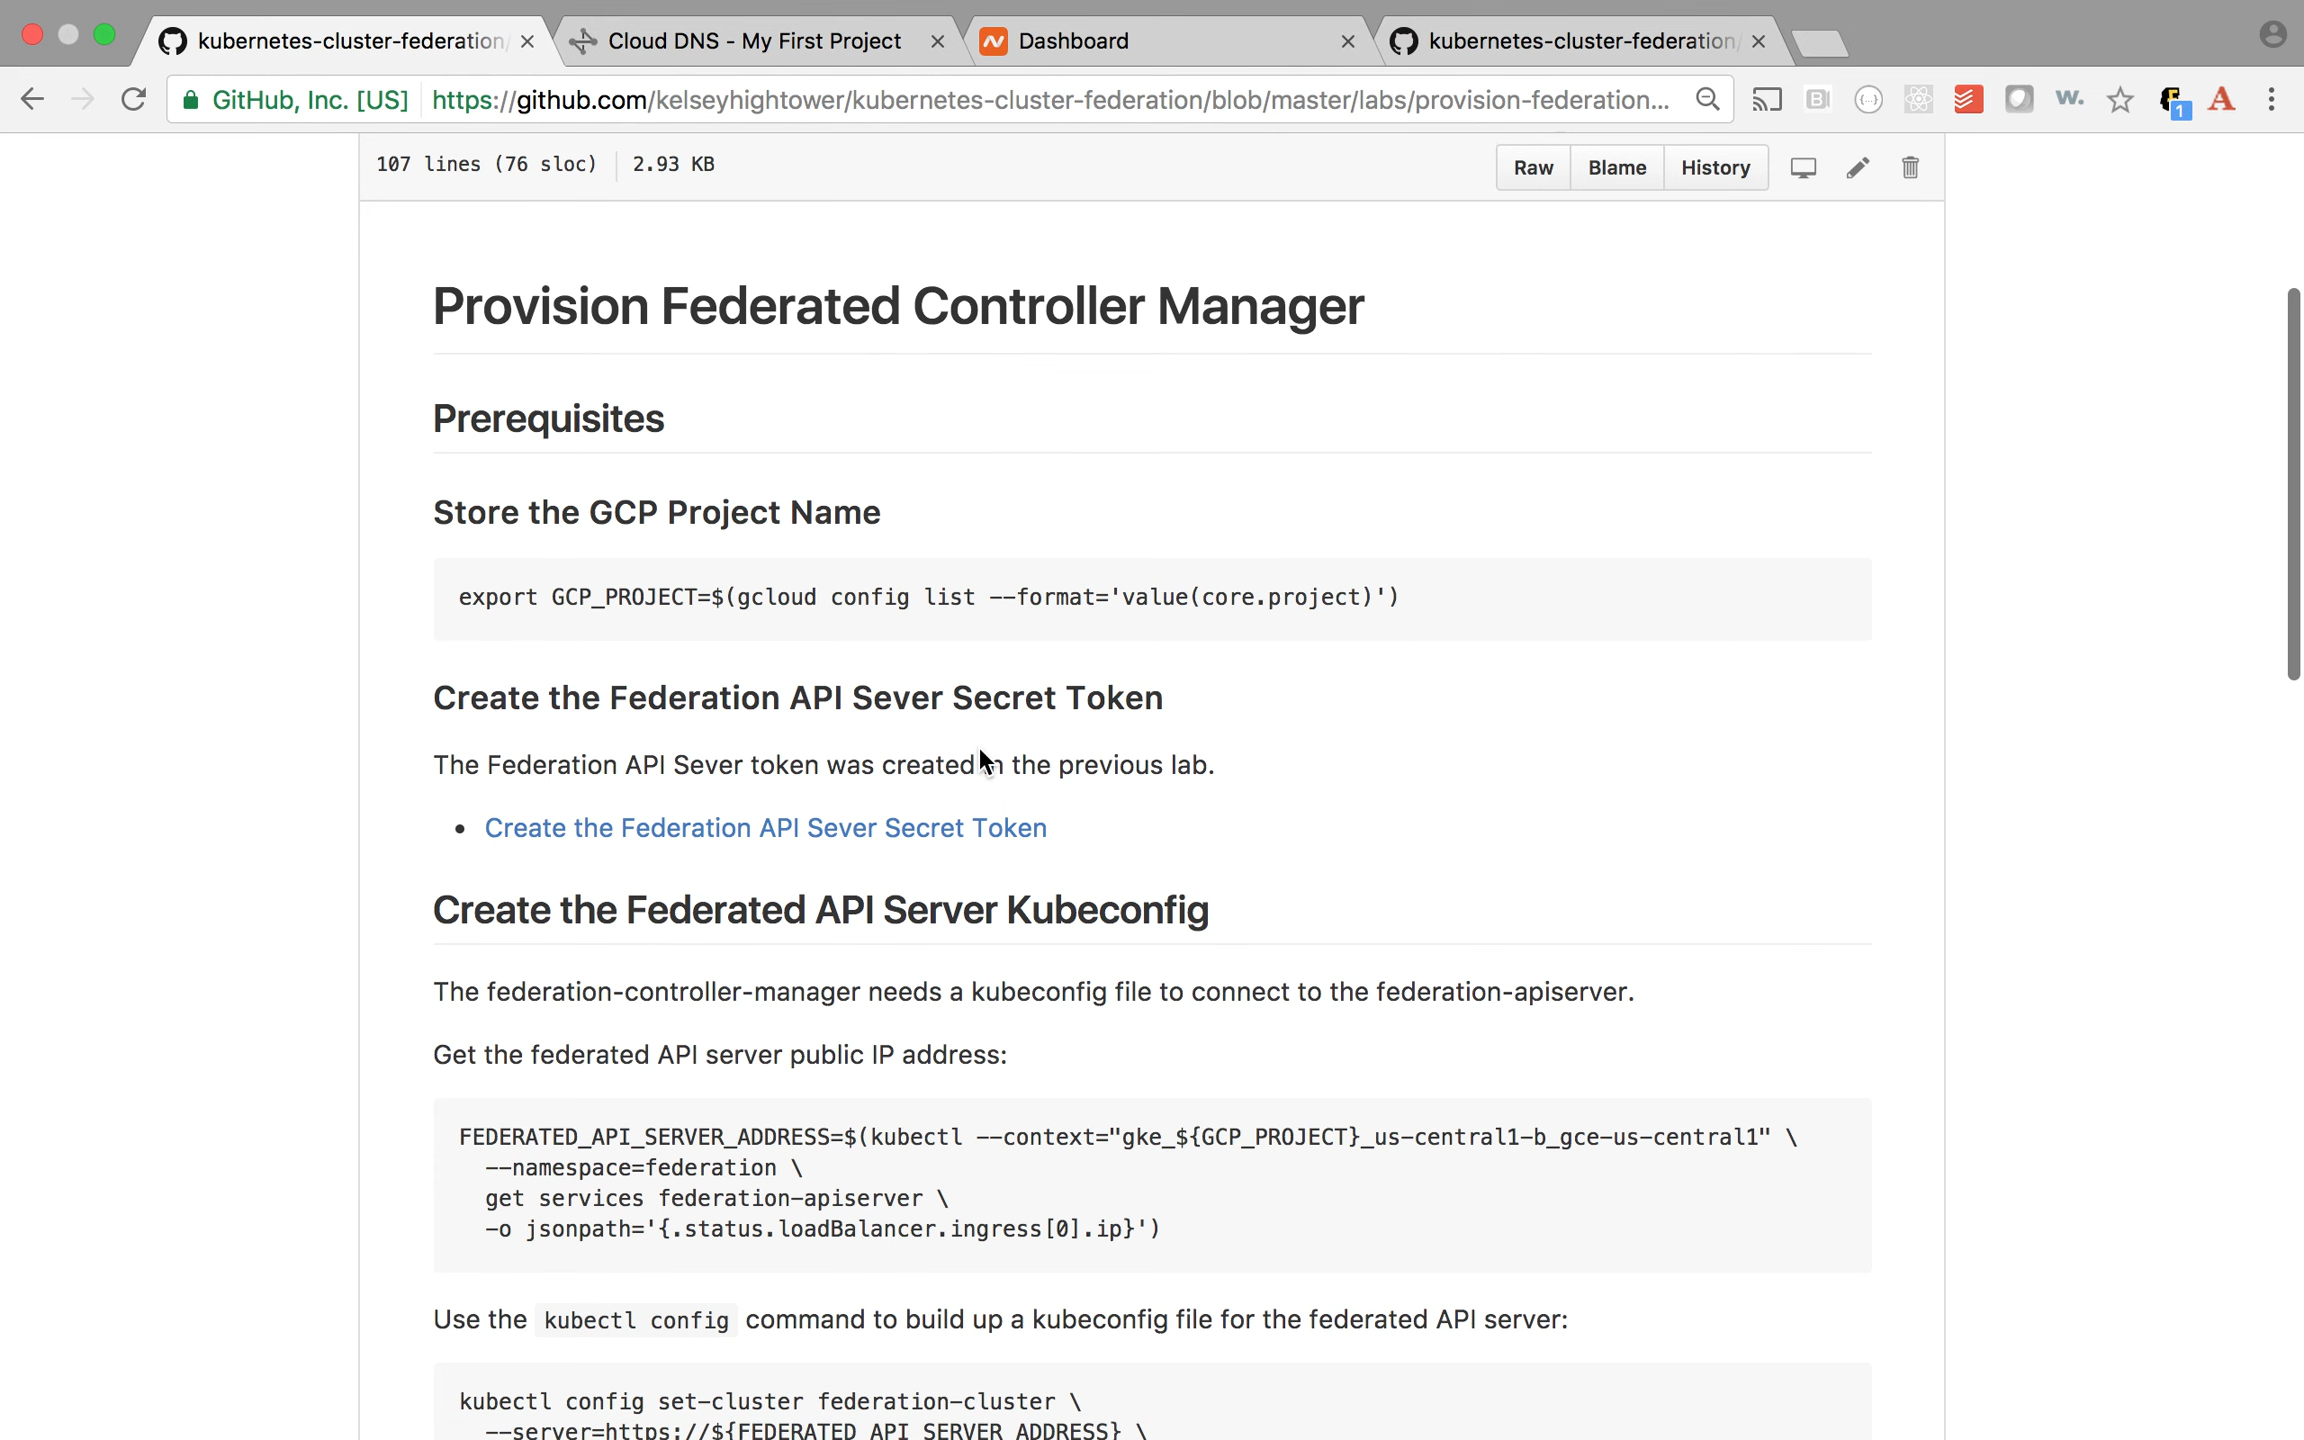 kubernetes-cluster-federation/
Cloud DNS - My First Project
Dashboard
kubernetes-cluster-federation/
GitHub, Inc. [US]
https://github.com/kelseyhightower/kubernetes-cluster-federation/blob/master/labs/provision-federation...
w.
1
A
107 lines (76 sloc)
2.93 KB
Raw
Blame
History
Provision Federated Controller Manager
Prerequisites
Store the GCP Project Name
export GCP_PROJECT=$(gcloud config list --format='value(core.project)')
Create the Federation API Sever Secret Token
The Federation API Sever token was created in the previous lab.
• Create the Federation API Sever Secret Token
Create the Federated API Server Kubeconfig
The federation-controller-manager needs a kubeconfig file to connect to the federation-apiserver.
Get the federated API server public IP address:
FEDERATED_API_SERVER_ADDRESS=$(kubectl --context="gke_${GCP_PROJECT}_us-central1-b_gce-us-central1" \
--namespace=federation \
get services federation-apiserver \
-o jsonpath='{.status.loadBalancer.ingress[0].ip}')
Use the kubectl config command to build up a kubeconfig file for the federated API server:
kubectl config set-cluster federation-cluster \
--server=https://${FEDERATED_API_SERVER_ADDRESS} \